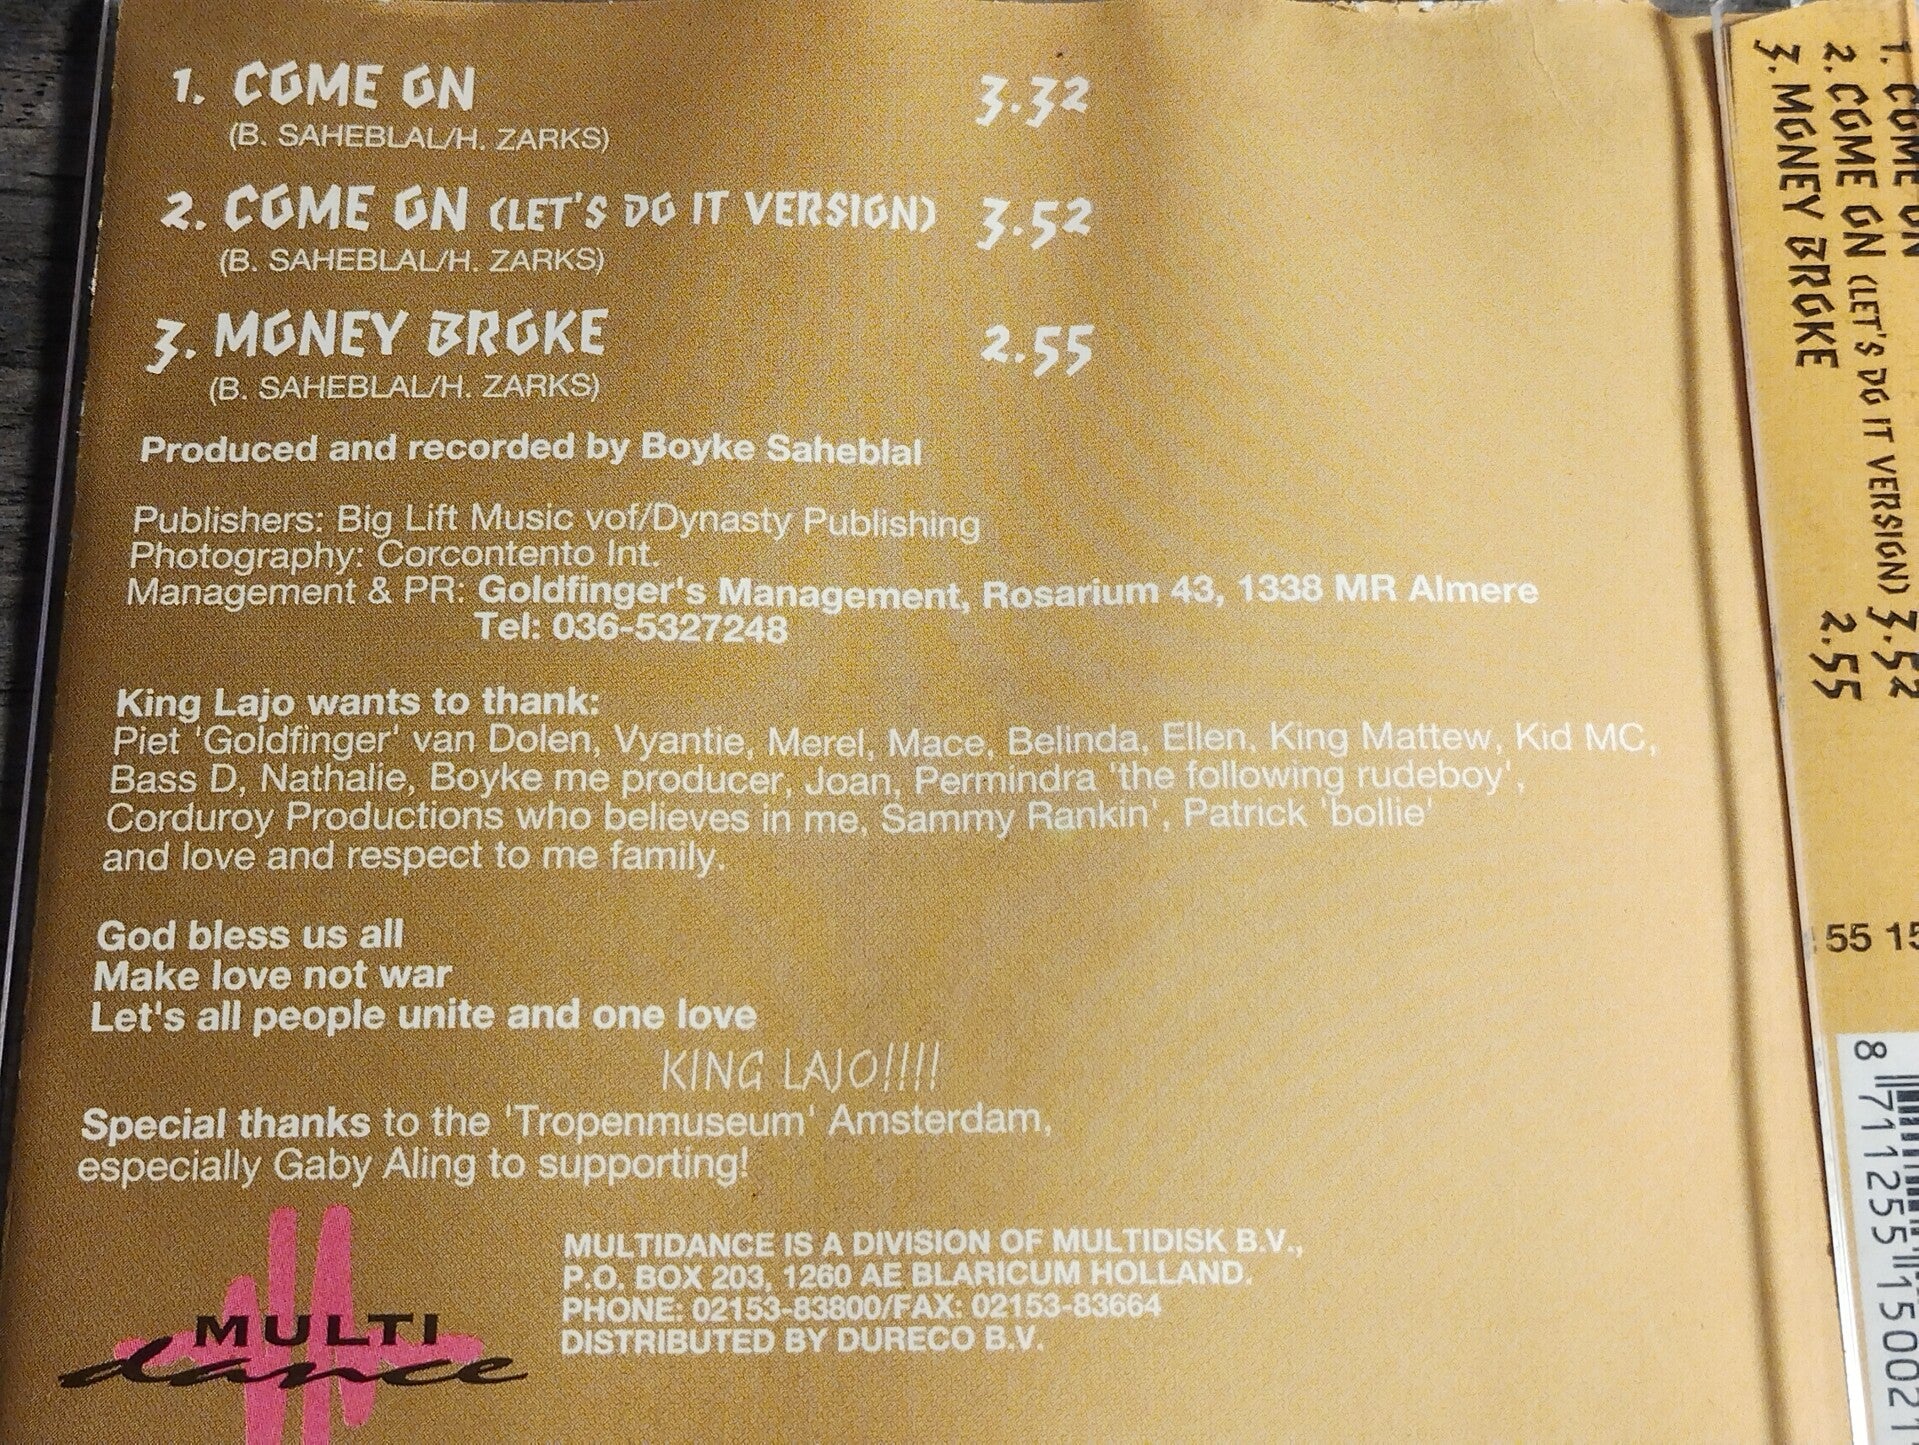 1. COME ON 3.32
(B. SAHEBLAL/H. ZARKS)
2. COME ON (LET'S DO IT VERSION) 3.52
(B. SAHEBLAL/H. ZARKS)
3. MONEY BROKE 2.55
(B. SAHEBLAL/H. ZARKS)
Produced and recorded by Boyke Saheblal
Publishers: Big Lift Music vof/Dynasty Publishing
Photography: Corcontento Int.
Management & PR: Goldfinger's Management, Rosarium 43, 1338 MR Almere
Tel: 036-5327248
King Lajo wants to thank:
Piet 'Goldfinger' van Dolen, Vyantie, Merel, Mace, Belinda, Ellen, King Mattew, Kid MC,
Bass D, Nathalie, Boyke me producer, Joan, Permindra 'the following rudeboy',
Corduroy Productions who believes in me, Sammy Rankin', Patrick 'bollie'
and love and respect to me family.
God bless us all
Make love not war
Let's all people unite and one love
KING LAJO!!!!
Special thanks to the 'Tropenmuseum' Amsterdam,
especially Gaby Aling to supporting!
MULTI
dance
MULTIDANCE IS A DIVISION OF MULTIDISK B.V.,
P.O. BOX 203, 1260 AE BLARICUM HOLLAND.
PHONE: 02153-83800/FAX: 02153-83664
DISTRIBUTED BY DURECO B.V.
1. COME ON
2. COME ON (LET'S DO IT VERSION) 3.52
3. MONEY BROKE 2.55
55 15
8 711255 150021